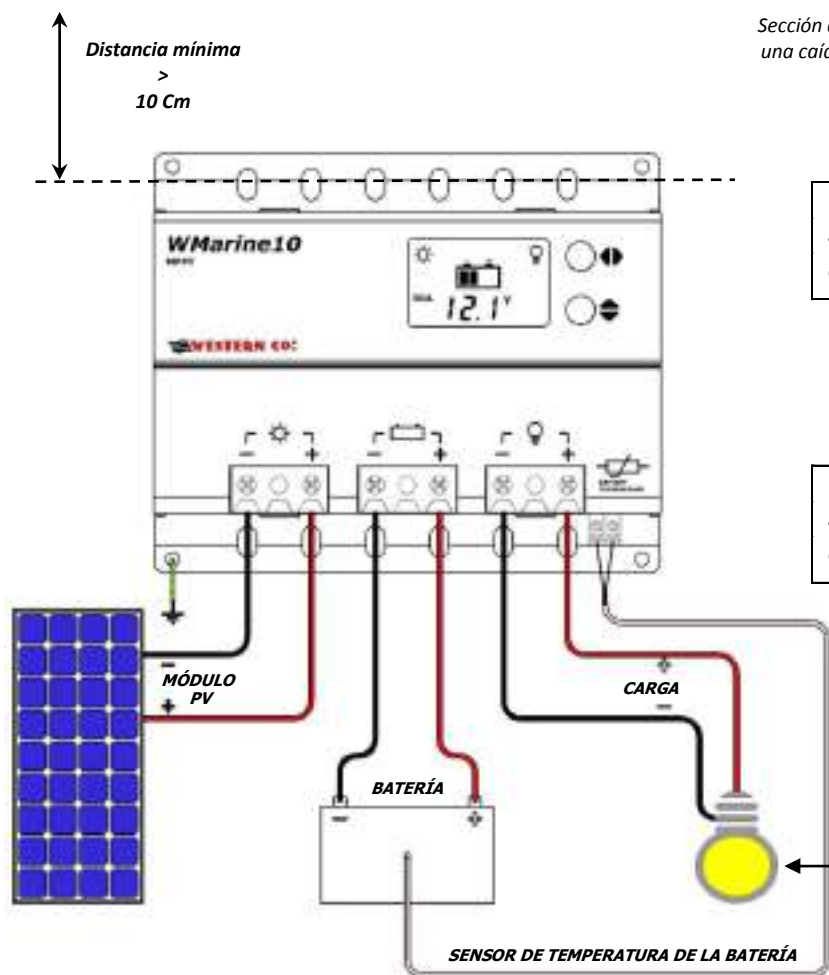 Distancia mínima
>
10 Cm
Sección
una
WMarine10
MPPT
12.1 V
WESTERN CO.
- +
- +
- +
MÓDULO
PV
-
+
BATERÍA
-
+
CARGA
+
-
SENSOR DE TEMPERATURA DE LA BATERÍA